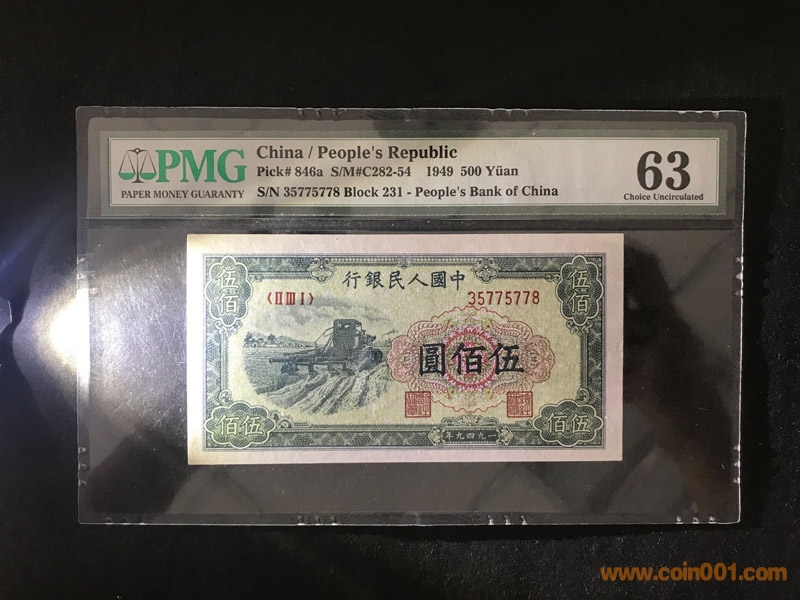 PMG
PAPER MONEY GUARANTY
China / People's Republic
Pick# 846a S/M#C282-54 1949 500 Yüan
S/N 35775778 Block 231 - People's Bank of China
63
Choice Uncirculated
行銀民人國中
伍佰
伍佰
〈II III I〉
35775778
圓佰伍
佰伍
佰伍
年九四九一
www.coin001.com